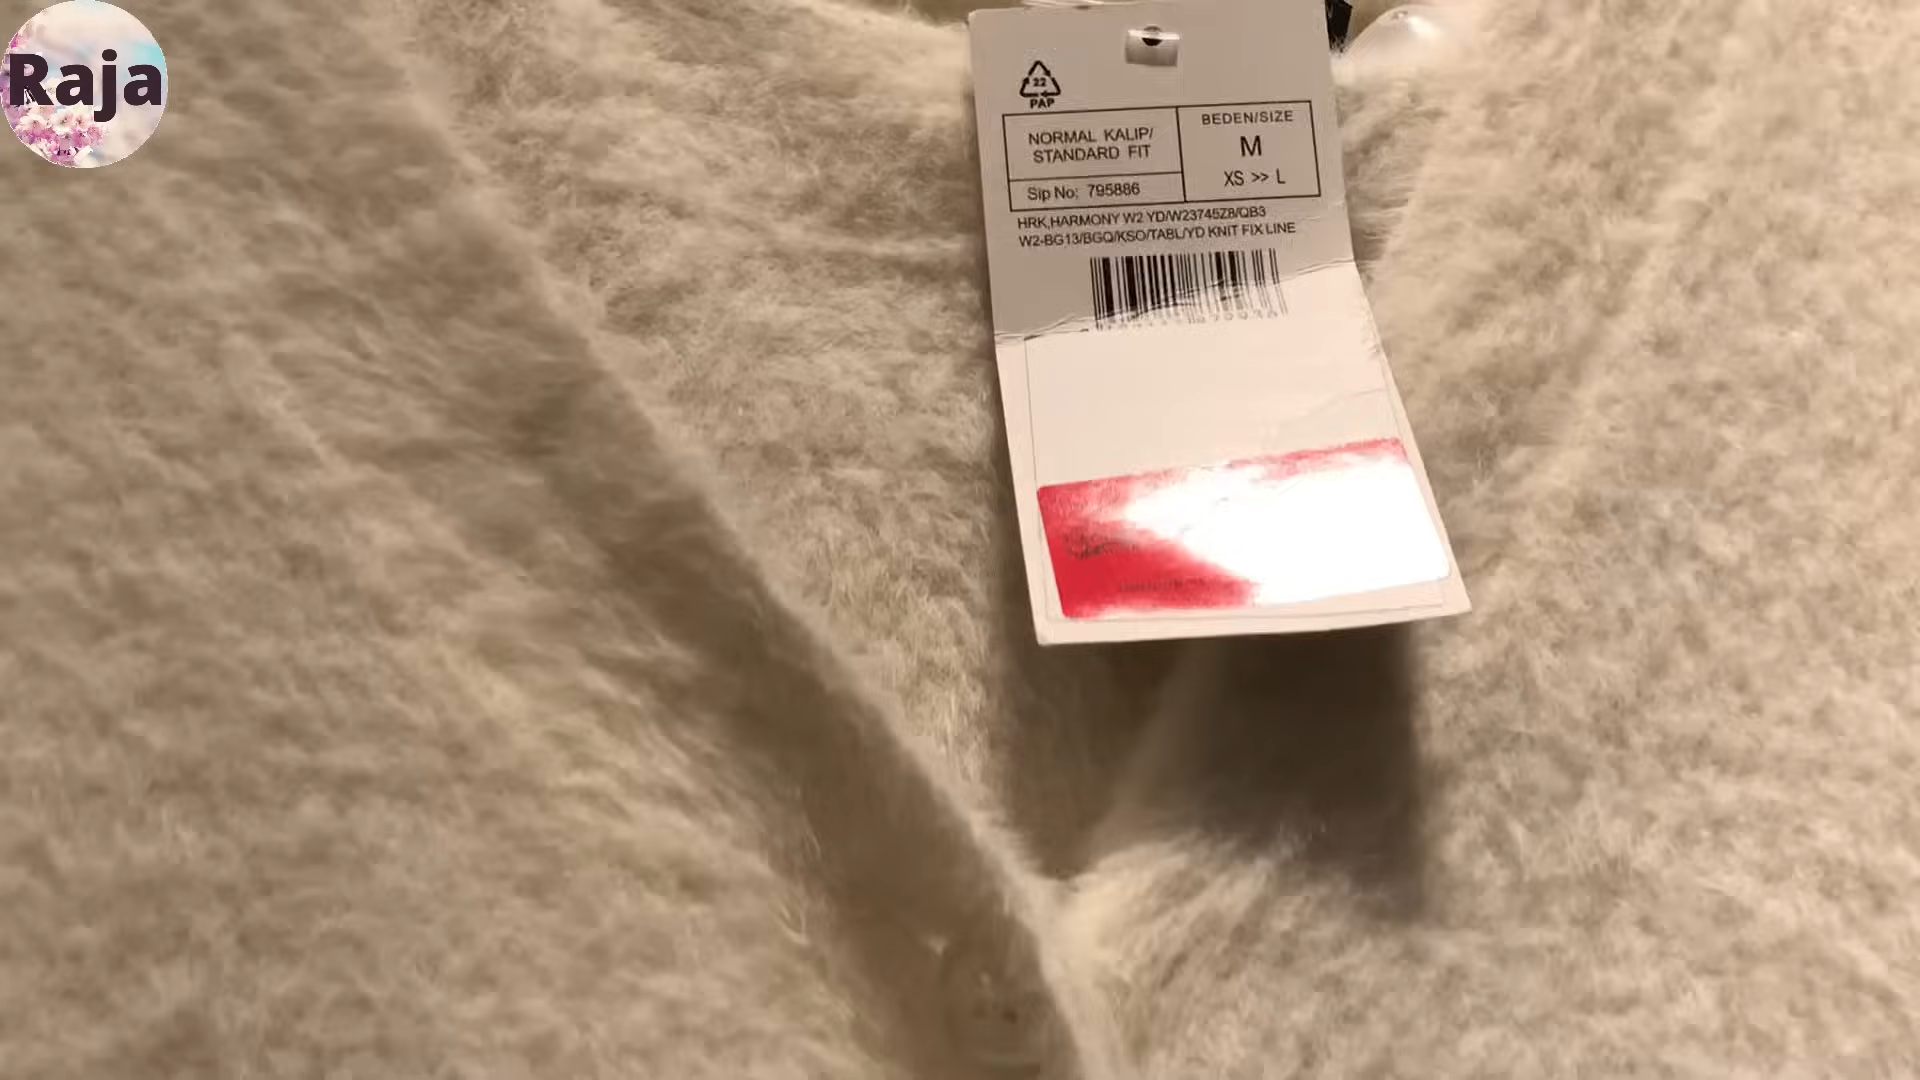 Raja
22
PAP
NORMAL KALIP/
STANDARD FIT
BEDEN/SIZE
M
XS >> L
Sip No: 795886
HRK,HARMONY W2 YD/W23745Z8/QB3
W2-BG13/BGQ/KSO/TABL/YD KNIT FIX LINE